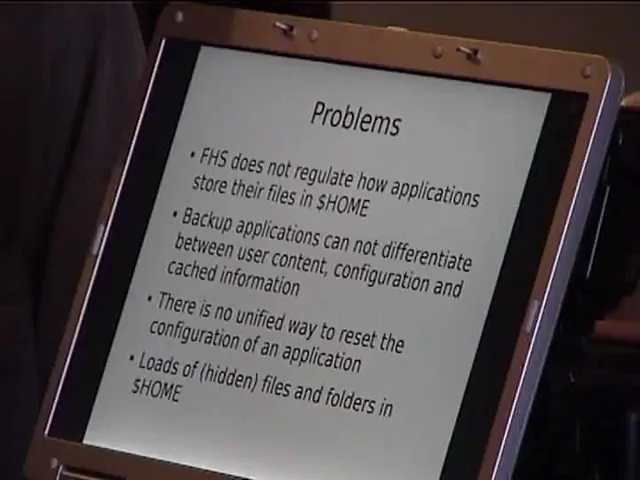 Problems
• FHS does not regulate how applications
store their files in $HOME
• Backup applications can not differentiate
between user content, configuration and
cached information
• There is no unified way to reset the
configuration of an application
• Loads of (hidden) files and folders in
$HOME